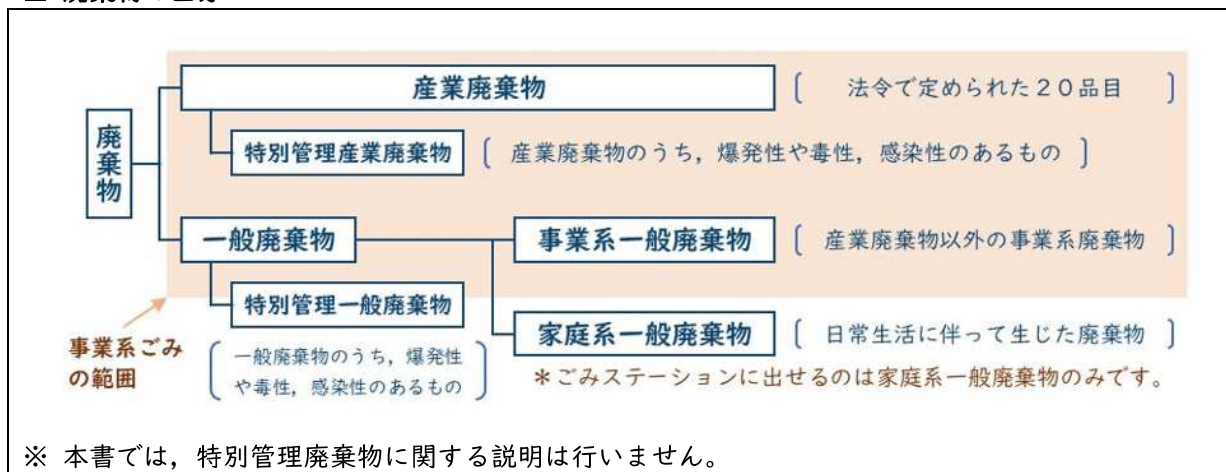 産業廃棄物
〔 法令で定められた20品目 〕
廃棄物
特別管理産業廃棄物
〔 産業廃棄物のうち，爆発性や毒性，感染性のあるもの 〕
一般廃棄物
事業系一般廃棄物
〔 産業廃棄物以外の事業系廃棄物 〕
特別管理一般廃棄物
家庭系一般廃棄物
〔 日常生活に伴って生じた廃棄物 〕
事業系ごみ
の範囲
一般廃棄物のうち，爆発性
や毒性，感染性のあるもの
＊ごみステーションに出せるのは家庭系一般廃棄物のみです。
※ 本書では，特別管理廃棄物に関する説明は行いません。